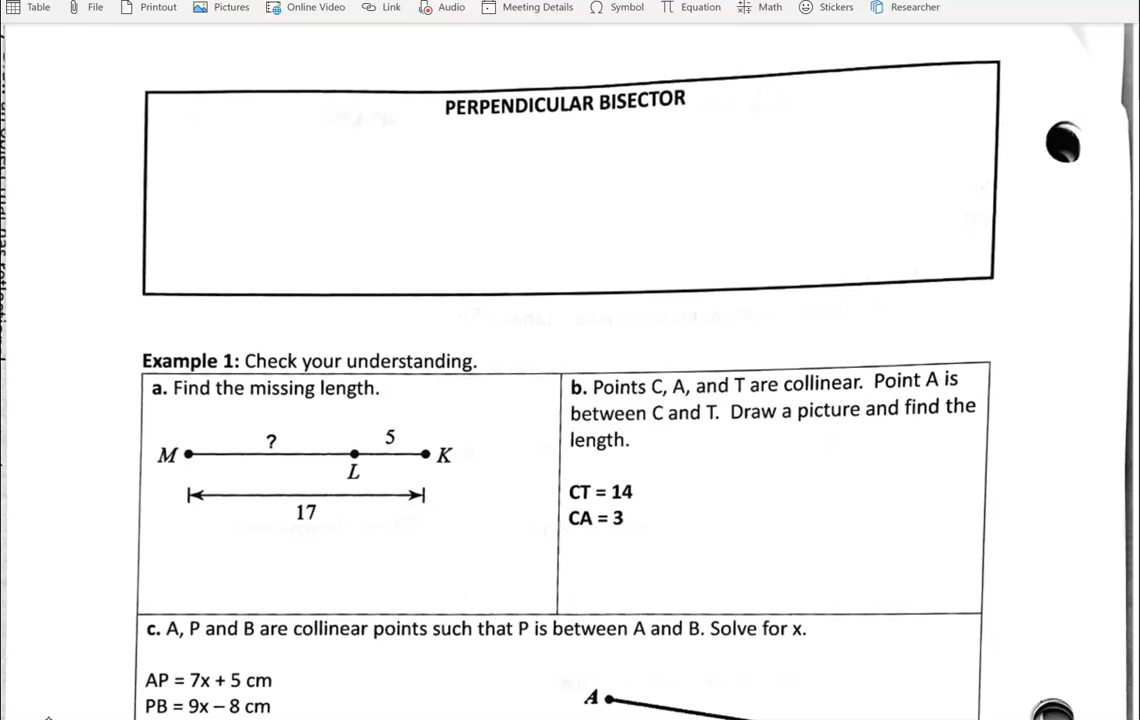 Table File Printout Pictures Online Video Link Audio Meeting Details Symbol Equation Math Stickers Researcher
PERPENDICULAR BISECTOR
Example 1: Check your understanding.
a. Find the missing length.
? 5
M K
L
17
b. Points C, A, and T are collinear. Point A is
between C and T. Draw a picture and find the
length.
CT = 14
CA = 3
c. A, P and B are collinear points such that P is between A and B. Solve for x.
AP = 7x + 5 cm
PB = 9x – 8 cm
A